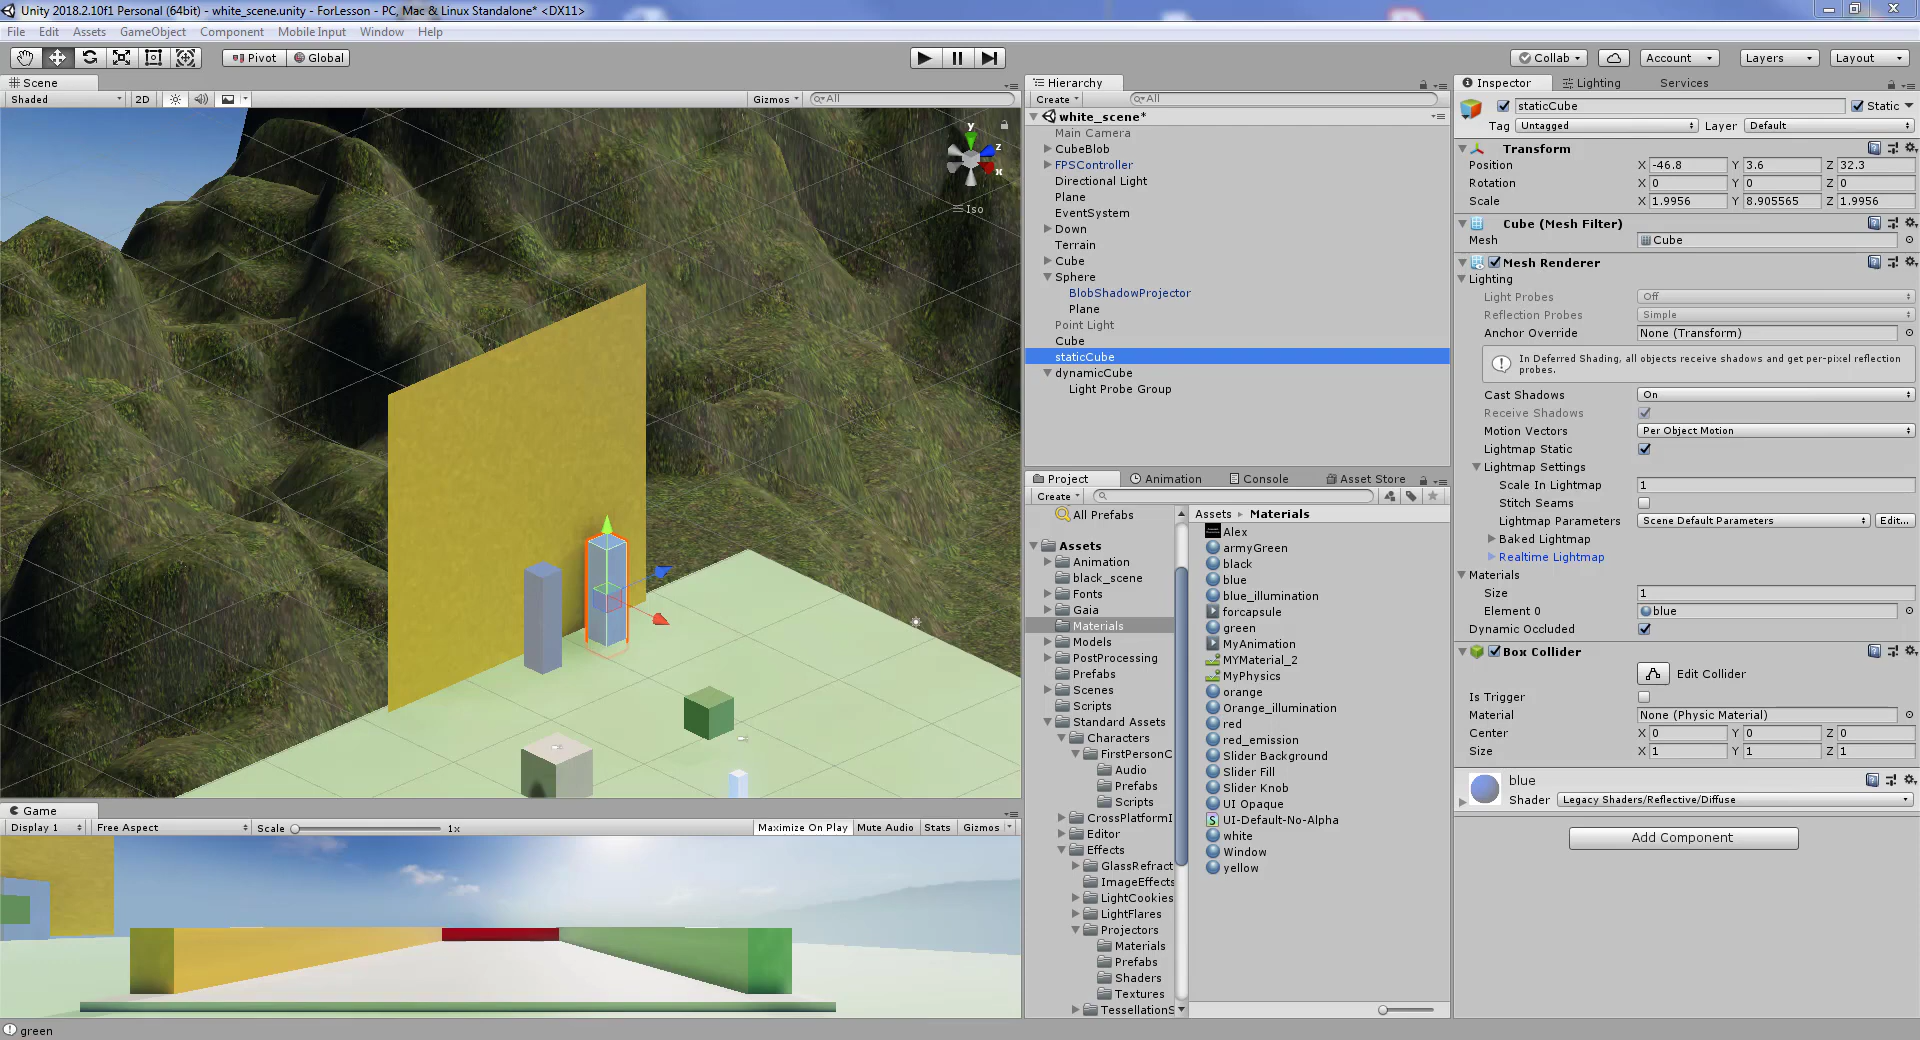 Unity 2018.2.10f1 Personal (64bit) - white_scene.unity - ForLesson - PC, Mac & Linux Standalone* <DX11>
File Edit Assets GameObject Component Mobile Input Window Help
Pivot Global
Collab Account Layers Layout
Scene
Shaded 2D Gizmos All
y
z
x
Iso
Hierarchy
Create All
white_scene*
Main Camera
CubeBlob
FPSController
Directional Light
Plane
EventSystem
Down
Terrain
Cube
Sphere
BlobShadowProjector
Plane
Point Light
Cube
staticCube
dynamicCube
Light Probe Group
Project Animation Console Asset Store
Create
All Prefabs
Assets
Animation
black_scene
Fonts
Gaia
Materials
Models
PostProcessing
Prefabs
Scenes
Scripts
Standard Assets
Characters
FirstPersonC
Audio
Prefabs
Scripts
CrossPlatformI
Editor
Effects
GlassRefract
ImageEffects
LightCookies
LightFlares
Projectors
Materials
Prefabs
Shaders
Textures
TessellationS
Assets Materials
Alex
armyGreen
black
blue
blue_illumination
forcapsule
green
MyAnimation
MYMaterial_2
MyPhysics
orange
Orange_illumination
red
red_emission
Slider Background
Slider Fill
Slider Knob
UI Opaque
UI-Default-No-Alpha
white
Window
yellow
Inspector Lighting Services
staticCube Static
Tag Untagged Layer Default
Transform
Position X -46.8 Y 3.6 Z 32.3
Rotation X 0 Y 0 Z 0
Scale X 1.9956 Y 8.905565 Z 1.9956
Cube (Mesh Filter)
Mesh Cube
Mesh Renderer
Lighting
Light Probes Off
Reflection Probes Simple
Anchor Override None (Transform)
In Deferred Shading, all objects receive shadows and get per-pixel reflection
probes.
Cast Shadows On
Receive Shadows
Motion Vectors Per Object Motion
Lightmap Static
Lightmap Settings
Scale In Lightmap 1
Stitch Seams
Lightmap Parameters Scene Default Parameters Edit...
Baked Lightmap
Realtime Lightmap
Materials
Size 1
Element 0 blue
Dynamic Occluded
Box Collider
Edit Collider
Is Trigger
Material None (Physic Material)
Center X 0 Y 0 Z 0
Size X 1 Y 1 Z 1
blue
Shader Legacy Shaders/Reflective/Diffuse
Add Component
Game
Display 1 Free Aspect Scale 1x Maximize On Play Mute Audio Stats Gizmos
green